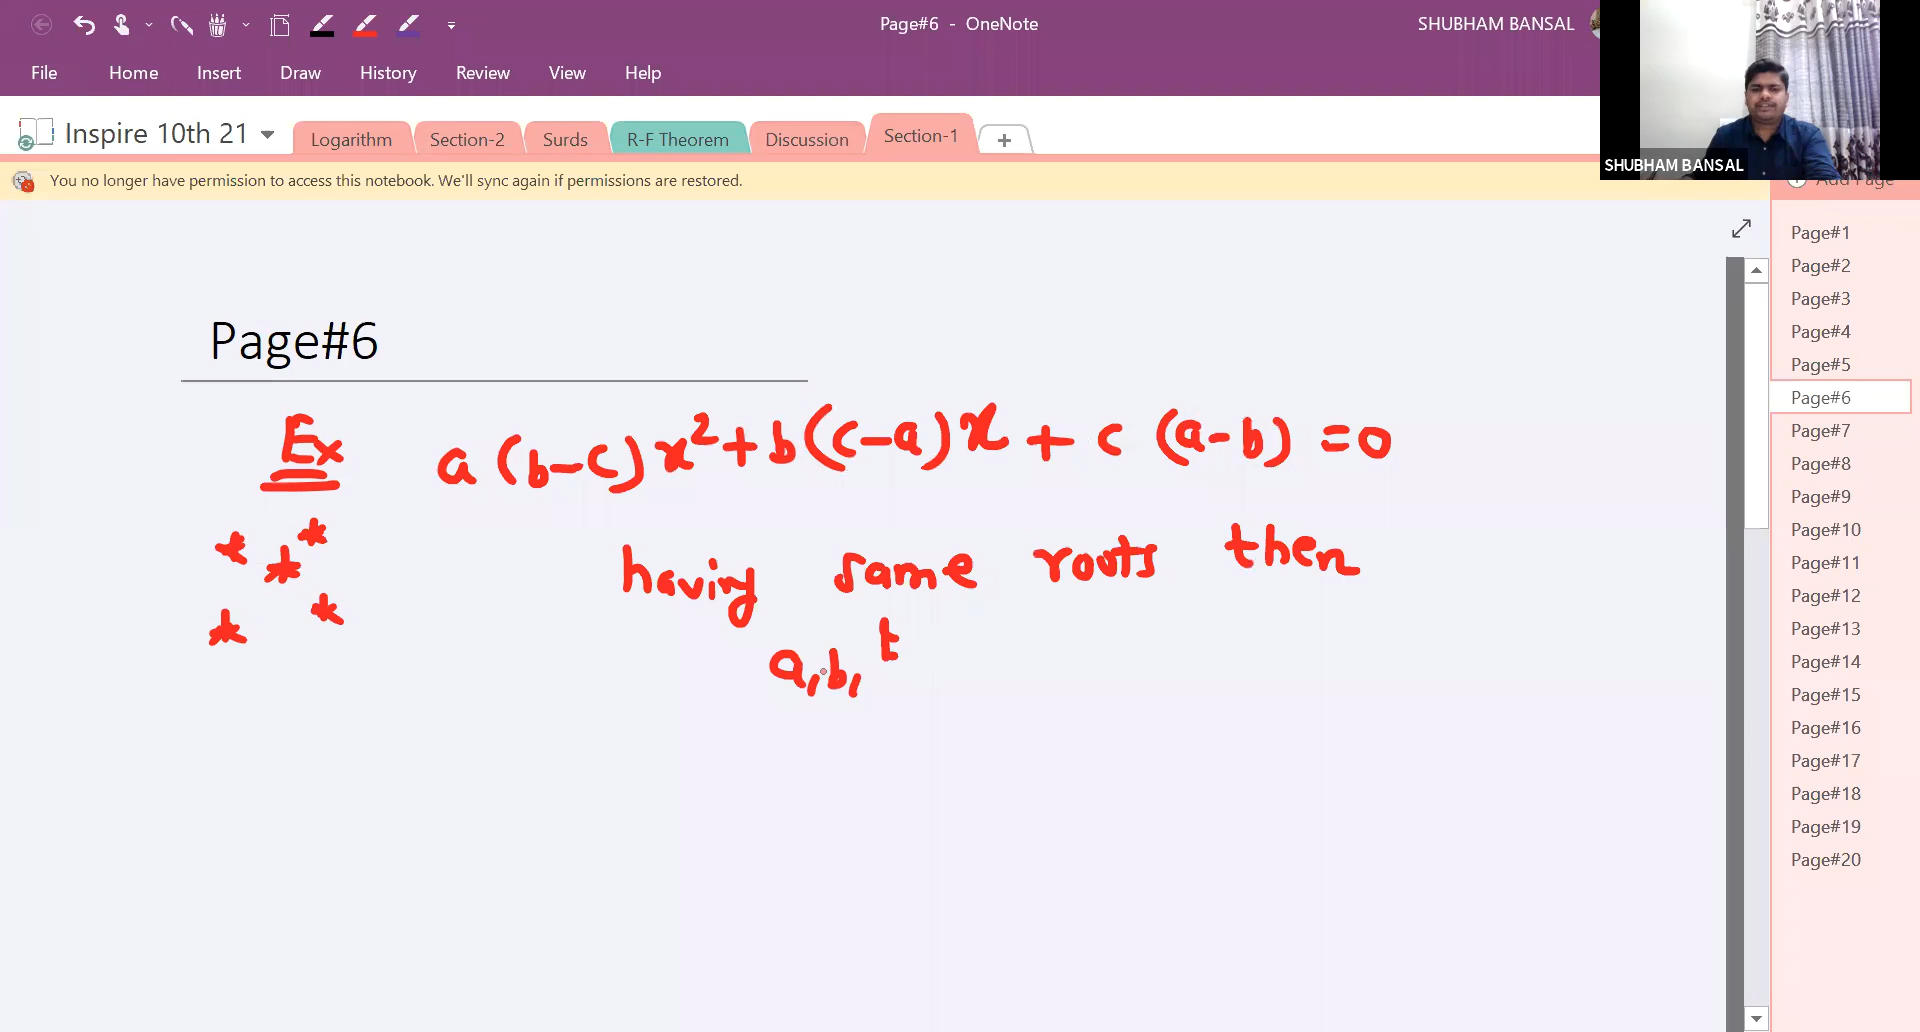 Page#6 - OneNote
SHUBHAM BANSAL
File Home Insert Draw History Review View Help
Inspire 10th 21
Logarithm Section-2 Surds R-F Theorem Discussion Section-1 +
SHUBHAM BANSAL
You no longer have permission to access this notebook. We'll sync again if permissions are restored.
Add Page
Page#1
Page#2
Page#3
Page#4
Page#5
Page#6
Page#7
Page#8
Page#9
Page#10
Page#11
Page#12
Page#13
Page#14
Page#15
Page#16
Page#17
Page#18
Page#19
Page#20
Page#6
Ex a(b-c)x²+b(c-a)x+c(a-b)=0
having same roots then
a,b, t